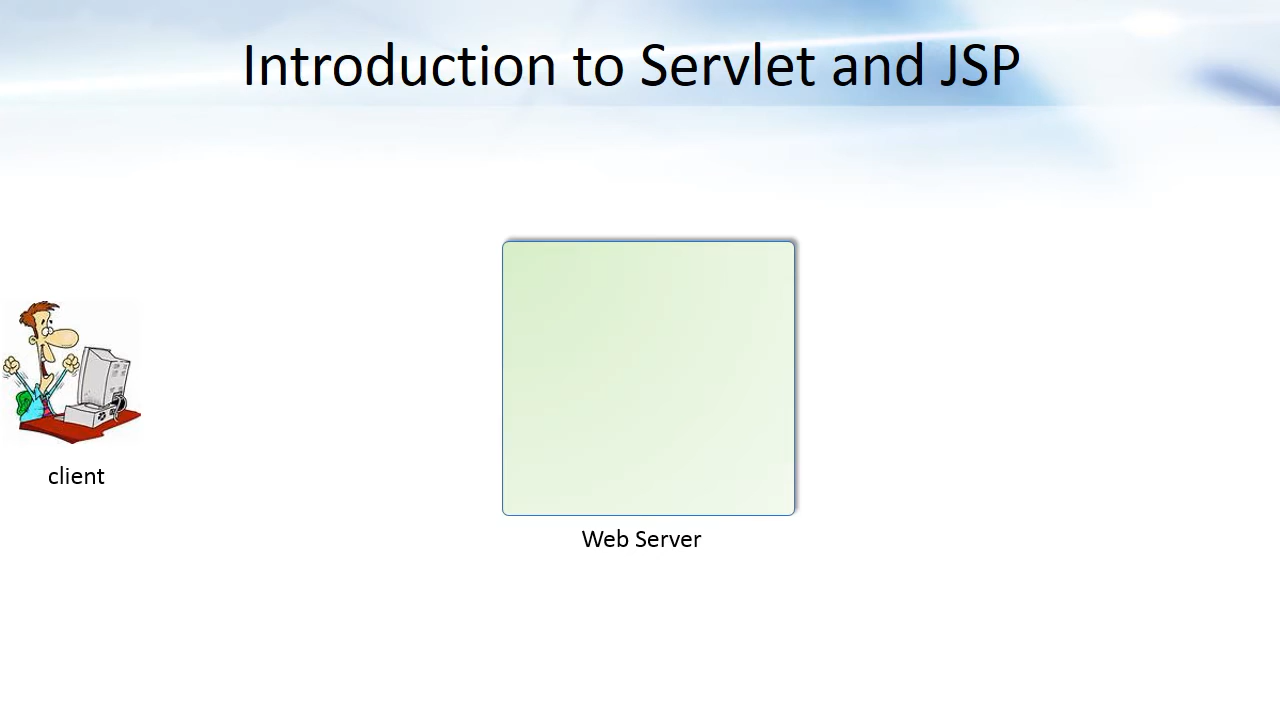 Introduction to Servlet and JSP
client
Web Server